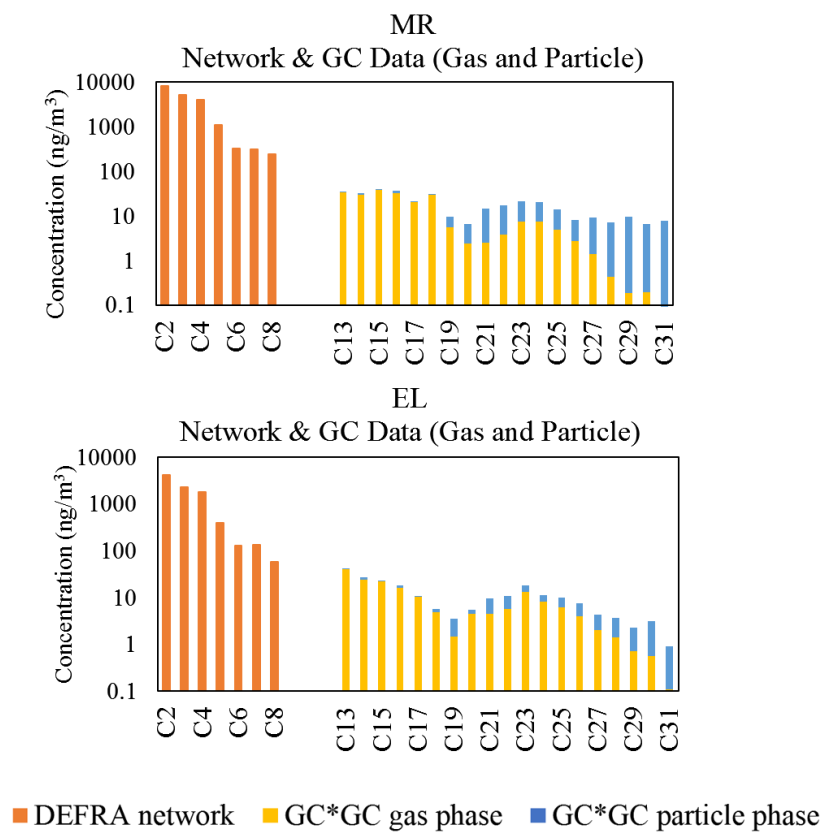 MR
Network & GC Data (Gas and Particle)
Concentration (ng/m³)
10000
1000
100
10
1
0.1
C2 C4 C6 C8 C13 C15 C17 C19 C21 C23 C25 C27 C29 C31
EL
Network & GC Data (Gas and Particle)
Concentration (ng/m³)
10000
1000
100
10
1
0.1
C2 C4 C6 C8 C13 C15 C17 C19 C21 C23 C25 C27 C29 C31
DEFRA network GC*GC gas phase GC*GC particle phase